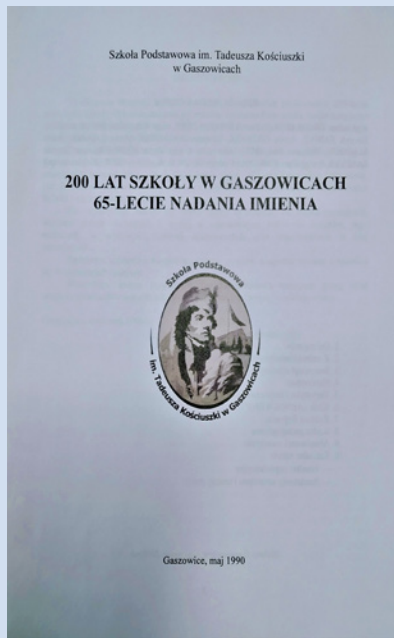 Szkoła Podstawowa im. Tadeusza Kościuszki
w Gaszowicach
200 LAT SZKOŁY W GASZOWICACH
65-LECIE NADANIA IMIENIA
Szkoła Podstawowa
im. Tadeusza Kościuszki w Gaszowicach
Gaszowice, maj 1990